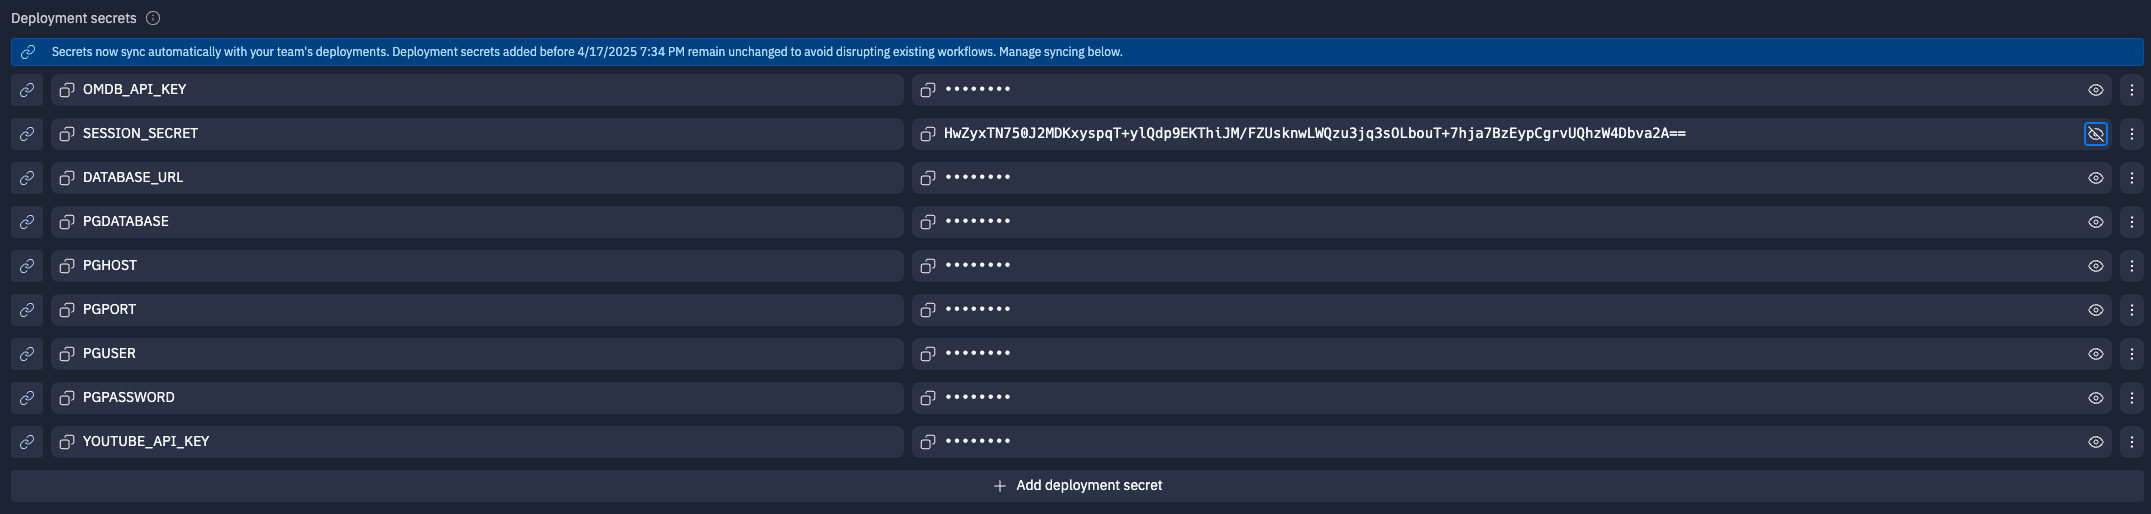 Deployment secrets
Secrets now sync automatically with your team's deployments. Deployment secrets added before 4/17/2025 7:34 PM remain unchanged to avoid disrupting existing workflows. Manage syncing below.
OMDB_API_KEY ••••••••
SESSION_SECRET HwZyxTN750J2MDKxyspqT+ylQdp9EKThiJM/FZUsknwLWQzu3jq3sOLbouT+7hja7BzEypCgrvUQhzW4Dbva2A==
DATABASE_URL ••••••••
PGDATABASE ••••••••
PGHOST ••••••••
PGPORT ••••••••
PGUSER ••••••••
PGPASSWORD ••••••••
YOUTUBE_API_KEY ••••••••
Add deployment secret